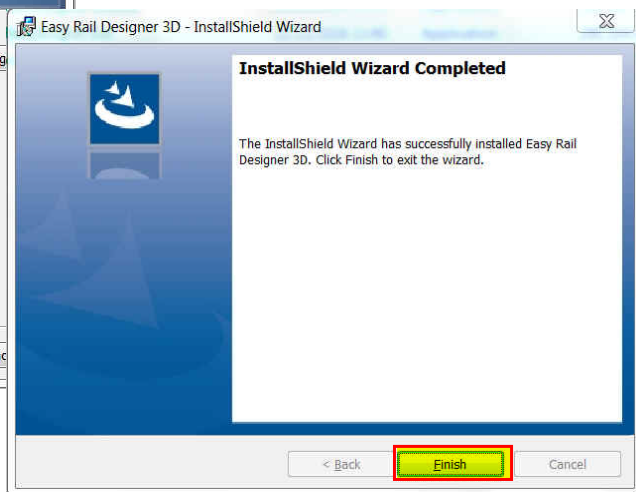 Easy Rail Designer 3D - InstallShield Wizard
InstallShield Wizard Completed
The InstallShield Wizard has successfully installed Easy Rail
Designer 3D. Click Finish to exit the wizard.
< Back
Finish
Cancel